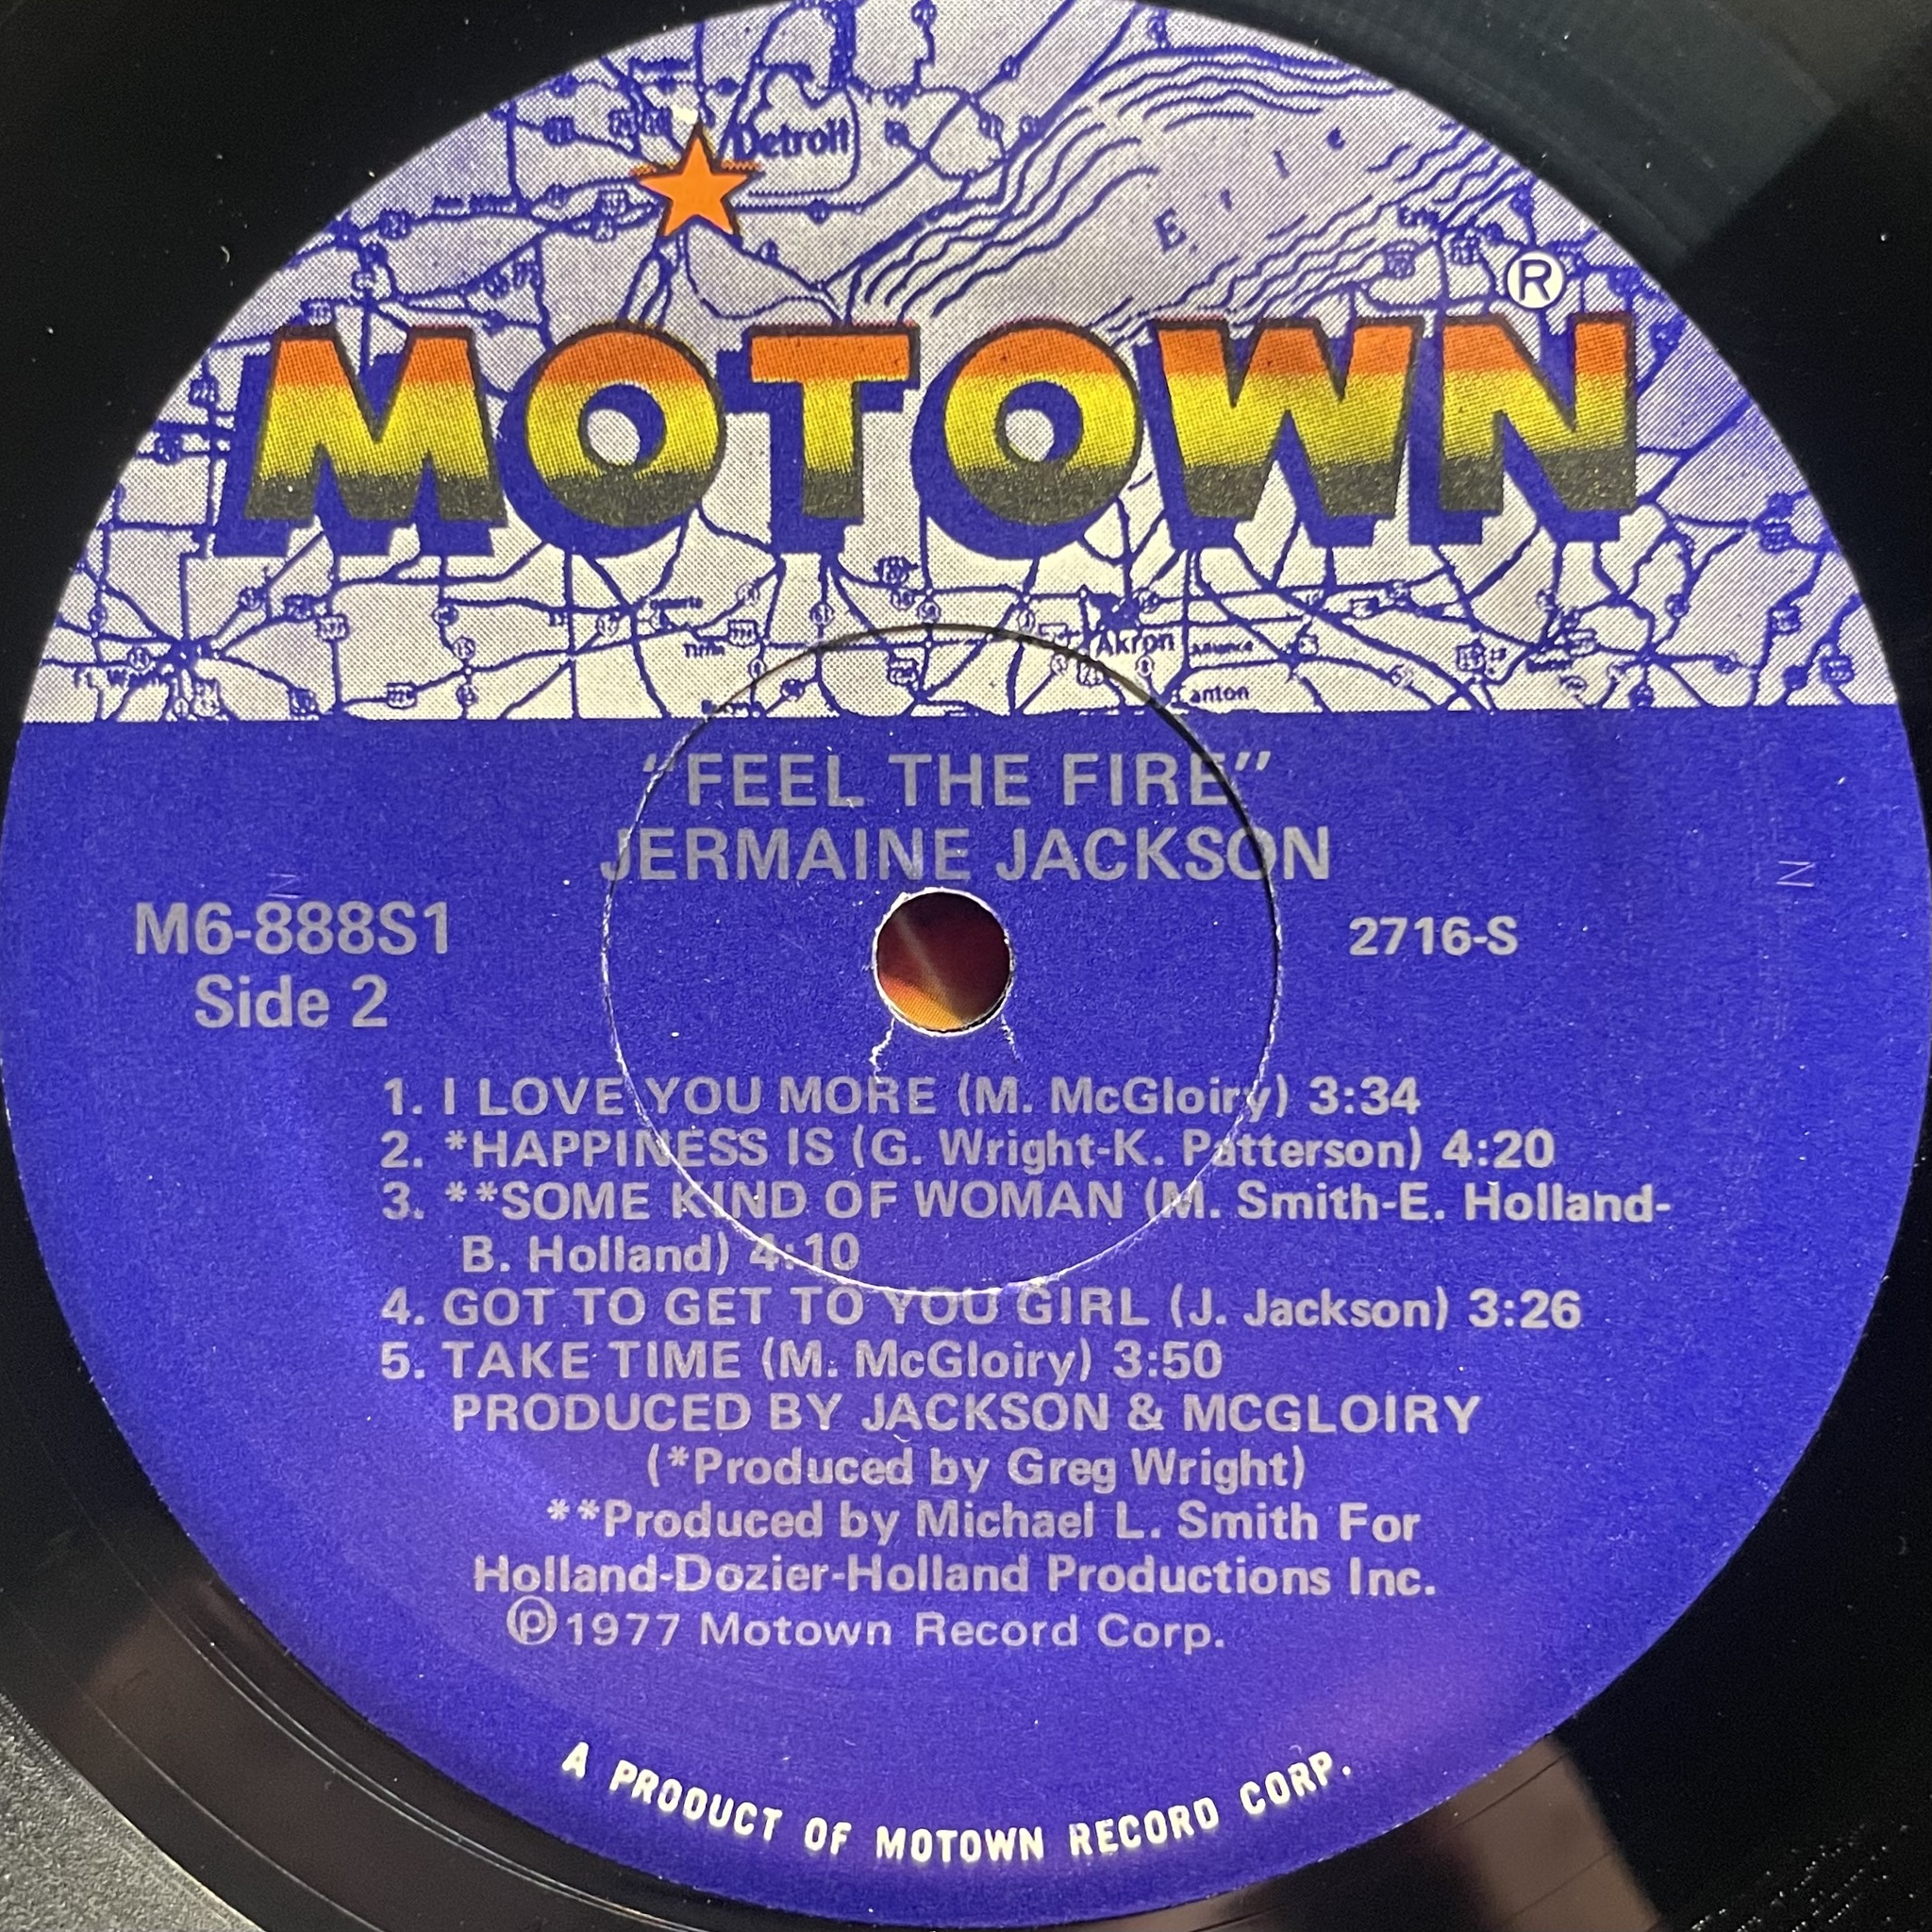 Detroit
E r i e
Erie
®
MOTOWN
Akron
Ft. Wayne
Canton
"FEEL THE FIRE"
JERMAINE JACKSON
M6-888S1
2716-S
Side 2
1. I LOVE YOU MORE (M. McGloiry) 3:34
2. *HAPPINESS IS (G. Wright-K. Patterson) 4:20
3. **SOME KIND OF WOMAN (M. Smith-E. Holland-
B. Holland) 4:10
4. GOT TO GET TO YOU GIRL (J. Jackson) 3:26
5. TAKE TIME (M. McGloiry) 3:50
PRODUCED BY JACKSON & MCGLOIRY
(*Produced by Greg Wright)
**Produced by Michael L. Smith For
Holland-Dozier-Holland Productions Inc.
℗1977 Motown Record Corp.
A PRODUCT OF MOTOWN RECORD CORP.